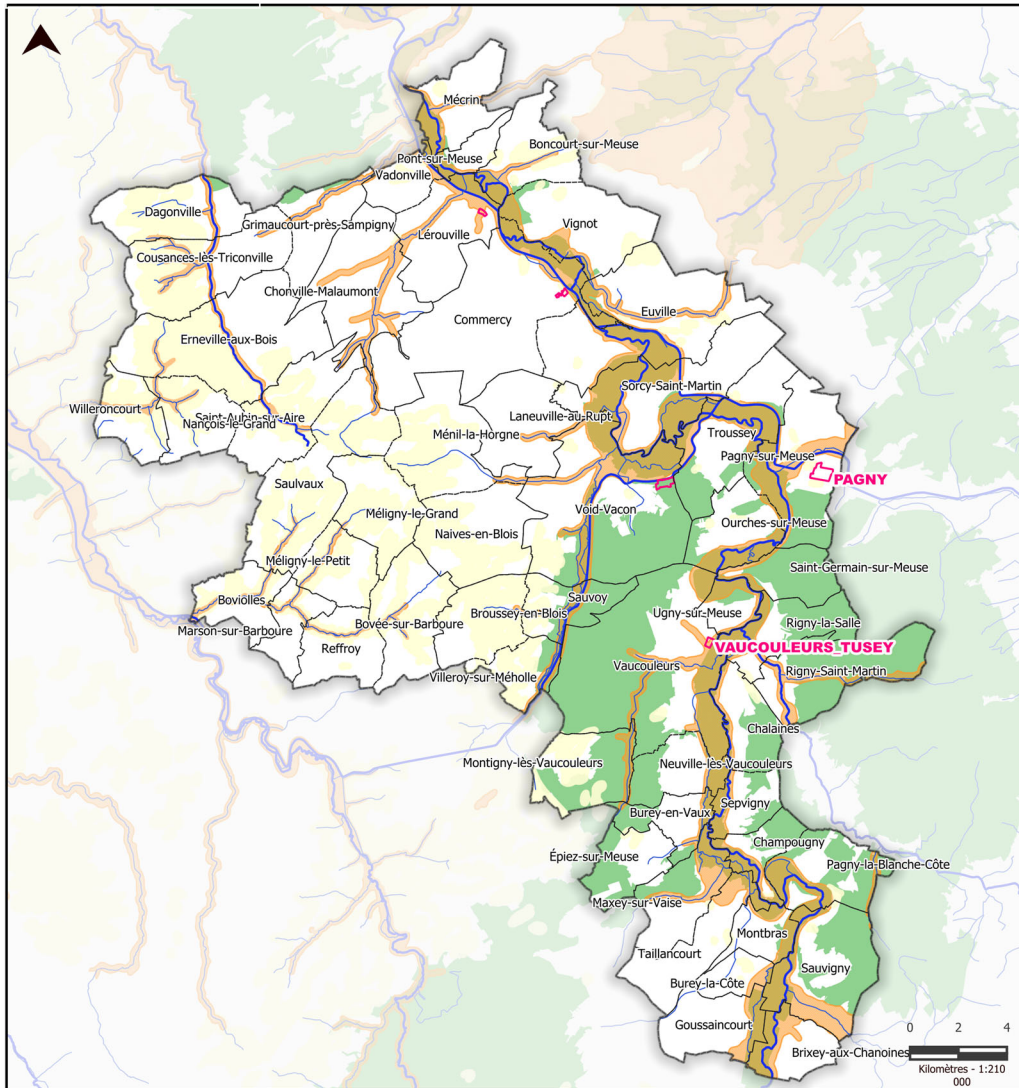 Mécrin
Boncourt-sur-Meuse
Pont-sur-Meuse
Vadonville
Dagonville
Grimaucourt-près-Sampigny
Vignot
Lérouville
Cousances-lès-Triconville
Chonville-Malaumont
Euville
Commercy
Erneville-aux-Bois
Sorcy-Saint-Martin
Willeroncourt
Saint-Aubin-sur-Aire
Nançois-le-Grand
Laneuville-au-Rupt
Ménil-la-Horgne
Troussey
Pagny-sur-Meuse
PAGNY
Saulvaux
Void-Vacon
Méligny-le-Grand
Ourches-sur-Meuse
Naives-en-Blois
Méligny-le-Petit
Saint-Germain-sur-Meuse
Sauvoy
Boviolles
Broussey-en-Blois
Ugny-sur-Meuse
Rigny-la-Salle
Marson-sur-Barboure
Bovée-sur-Barboure
Reffroy
VAUCOULEURS_TUSEY
Vaucouleurs
Rigny-Saint-Martin
Villeroy-sur-Méholle
Chalaines
Montigny-lès-Vaucouleurs
Neuville-lès-Vaucouleurs
Sepvigny
Burey-en-Vaux
Champougny
Épiez-sur-Meuse
Pagny-la-Blanche-Côte
Maxey-sur-Vaise
Montbras
Taillancourt
Sauvigny
Burey-la-Côte
Goussaincourt
0 2 4
Brixey-aux-Chanoines
Kilomètres - 1:210
000